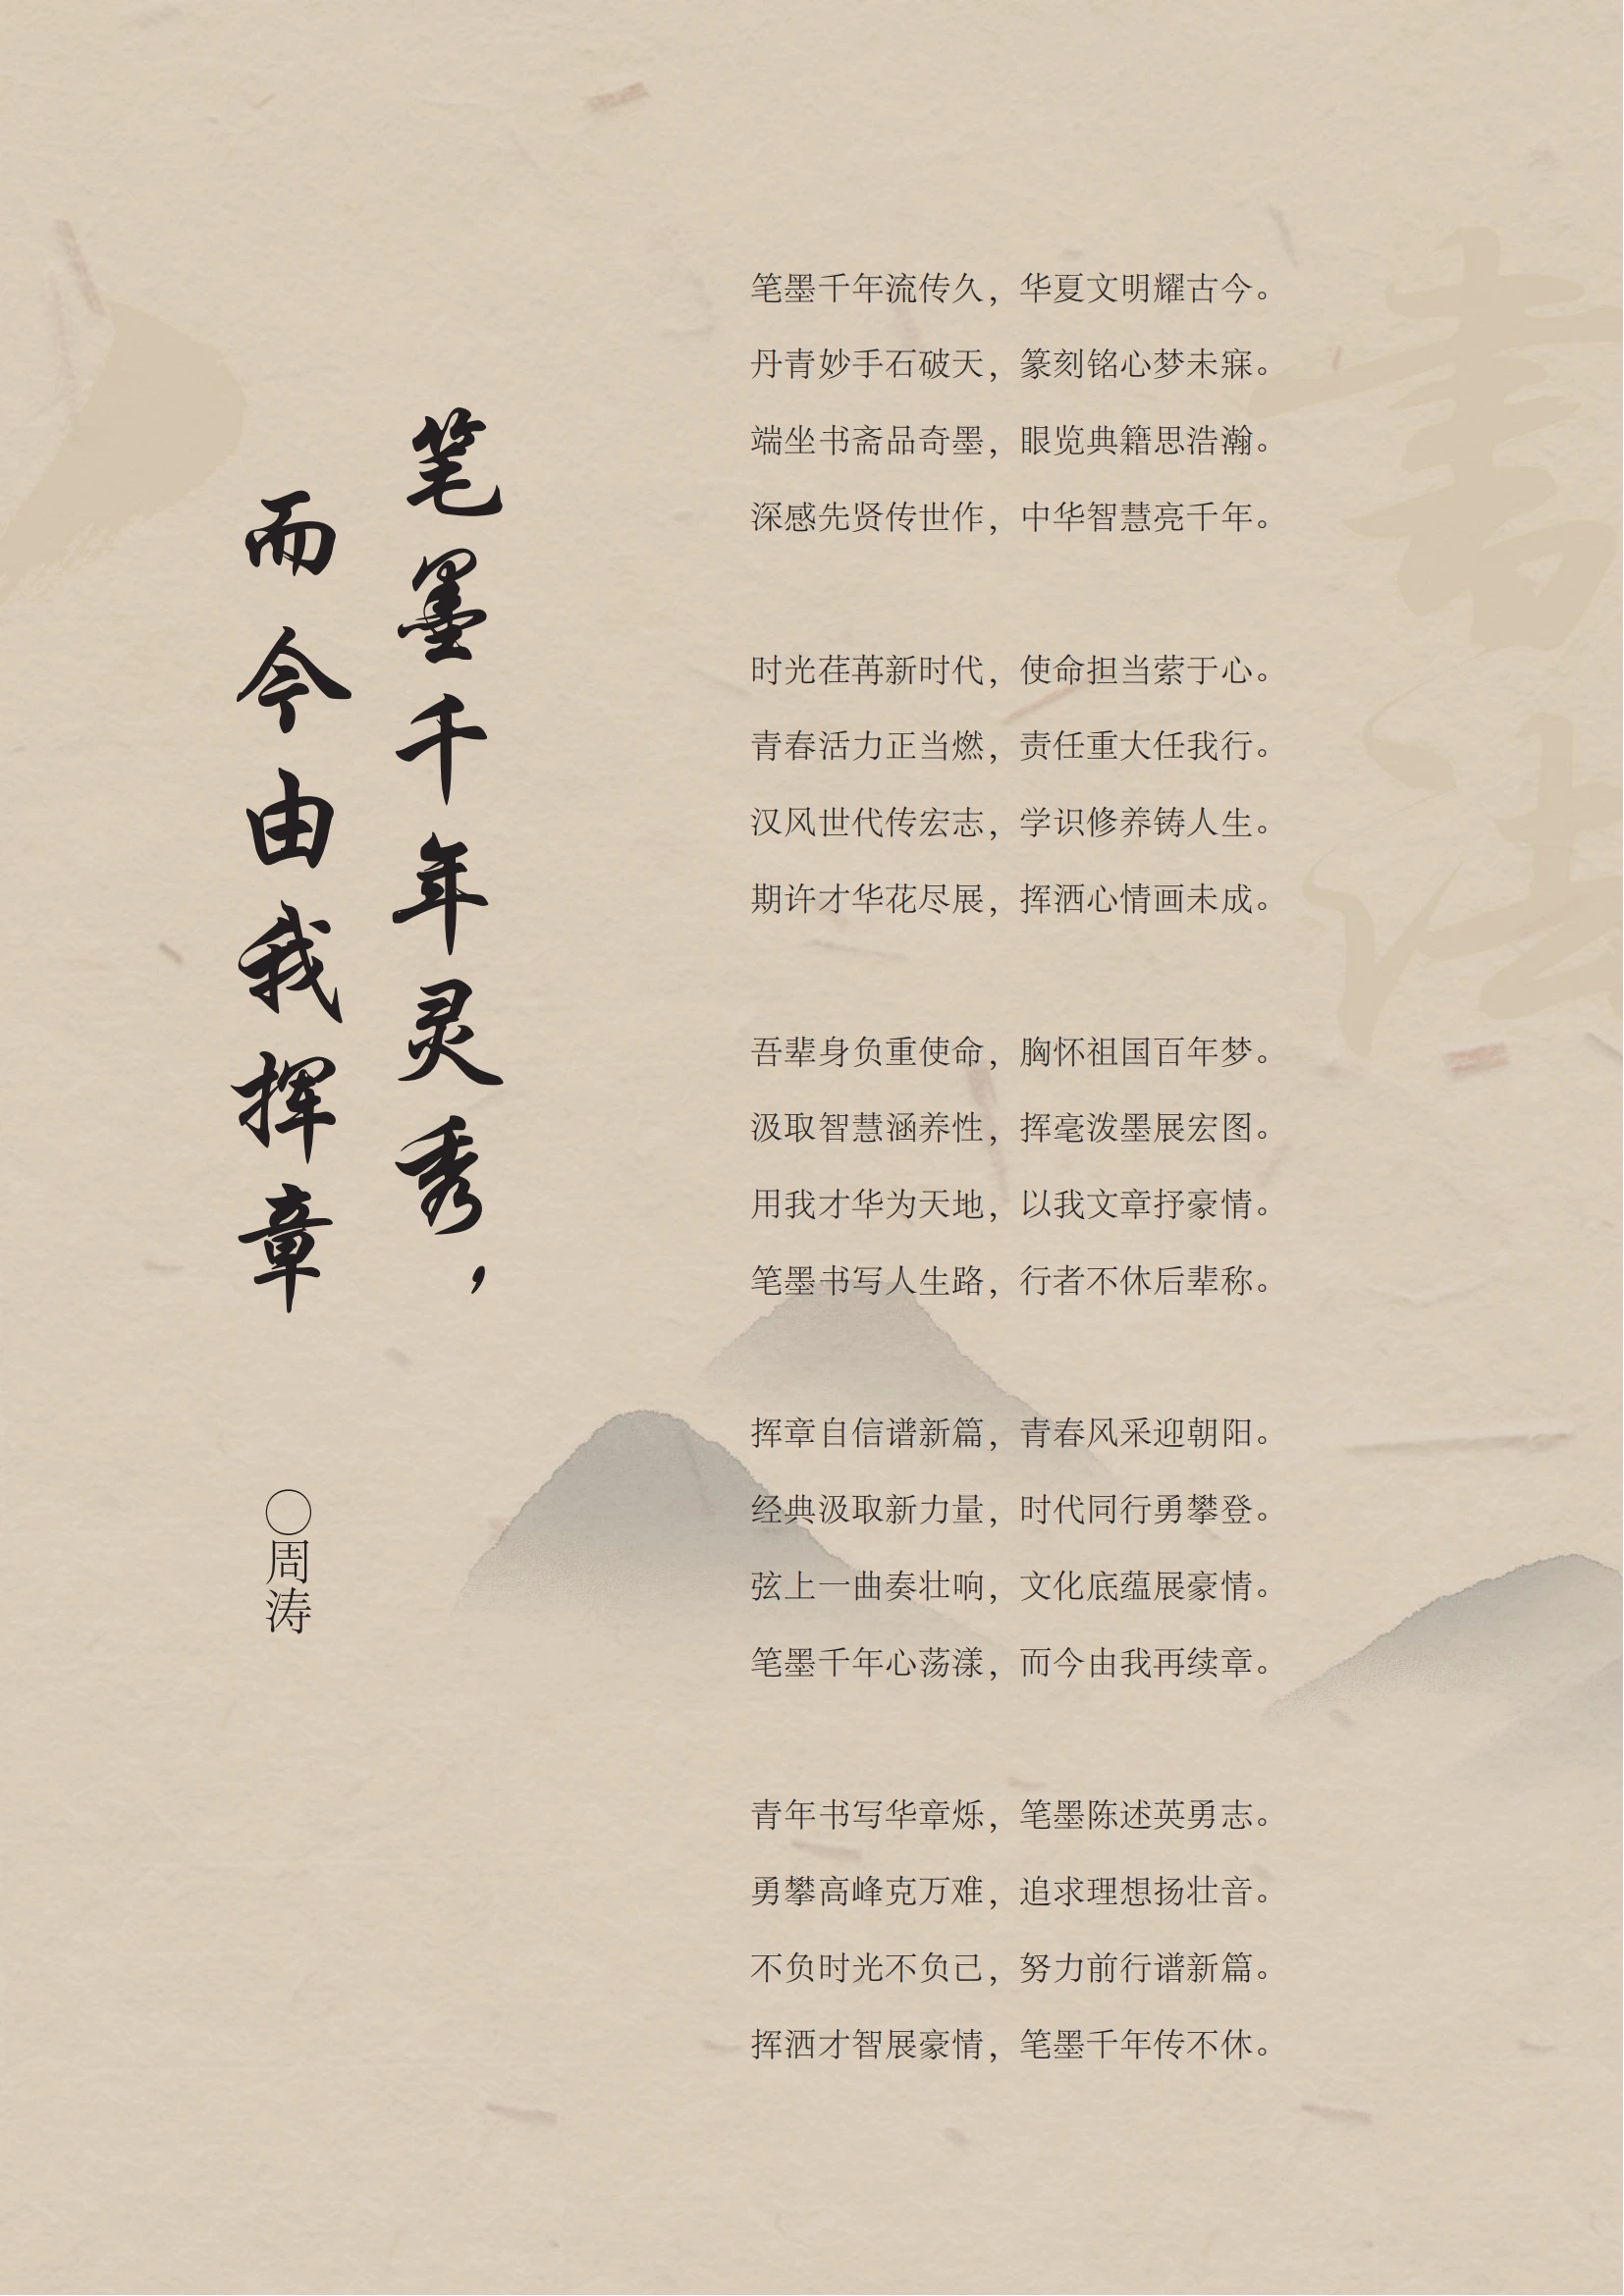 笔墨千年灵秀，
而今由我挥章
○周涛
笔墨千年流传久，华夏文明耀古今。
丹青妙手石破天，篆刻铭心梦未寐。
端坐书斋品奇墨，眼览典籍思浩瀚。
深感先贤传世作，中华智慧亮千年。
时光荏苒新时代，使命担当萦于心。
青春活力正当燃，责任重大任我行。
汉风世代传宏志，学识修养铸人生。
期许才华花尽展，挥洒心情画未成。
吾辈身负重使命，胸怀祖国百年梦。
汲取智慧涵养性，挥毫泼墨展宏图。
用我才华为天地，以我文章抒豪情。
笔墨书写人生路，行者不休后辈称。
挥章自信谱新篇，青春风采迎朝阳。
经典汲取新力量，时代同行勇攀登。
弦上一曲奏壮响，文化底蕴展豪情。
笔墨千年心荡漾，而今由我再续章。
青年书写华章烁，笔墨陈述英勇志。
勇攀高峰克万难，追求理想扬壮音。
不负时光不负己，努力前行谱新篇。
挥洒才智展豪情，笔墨千年传不休。
书法